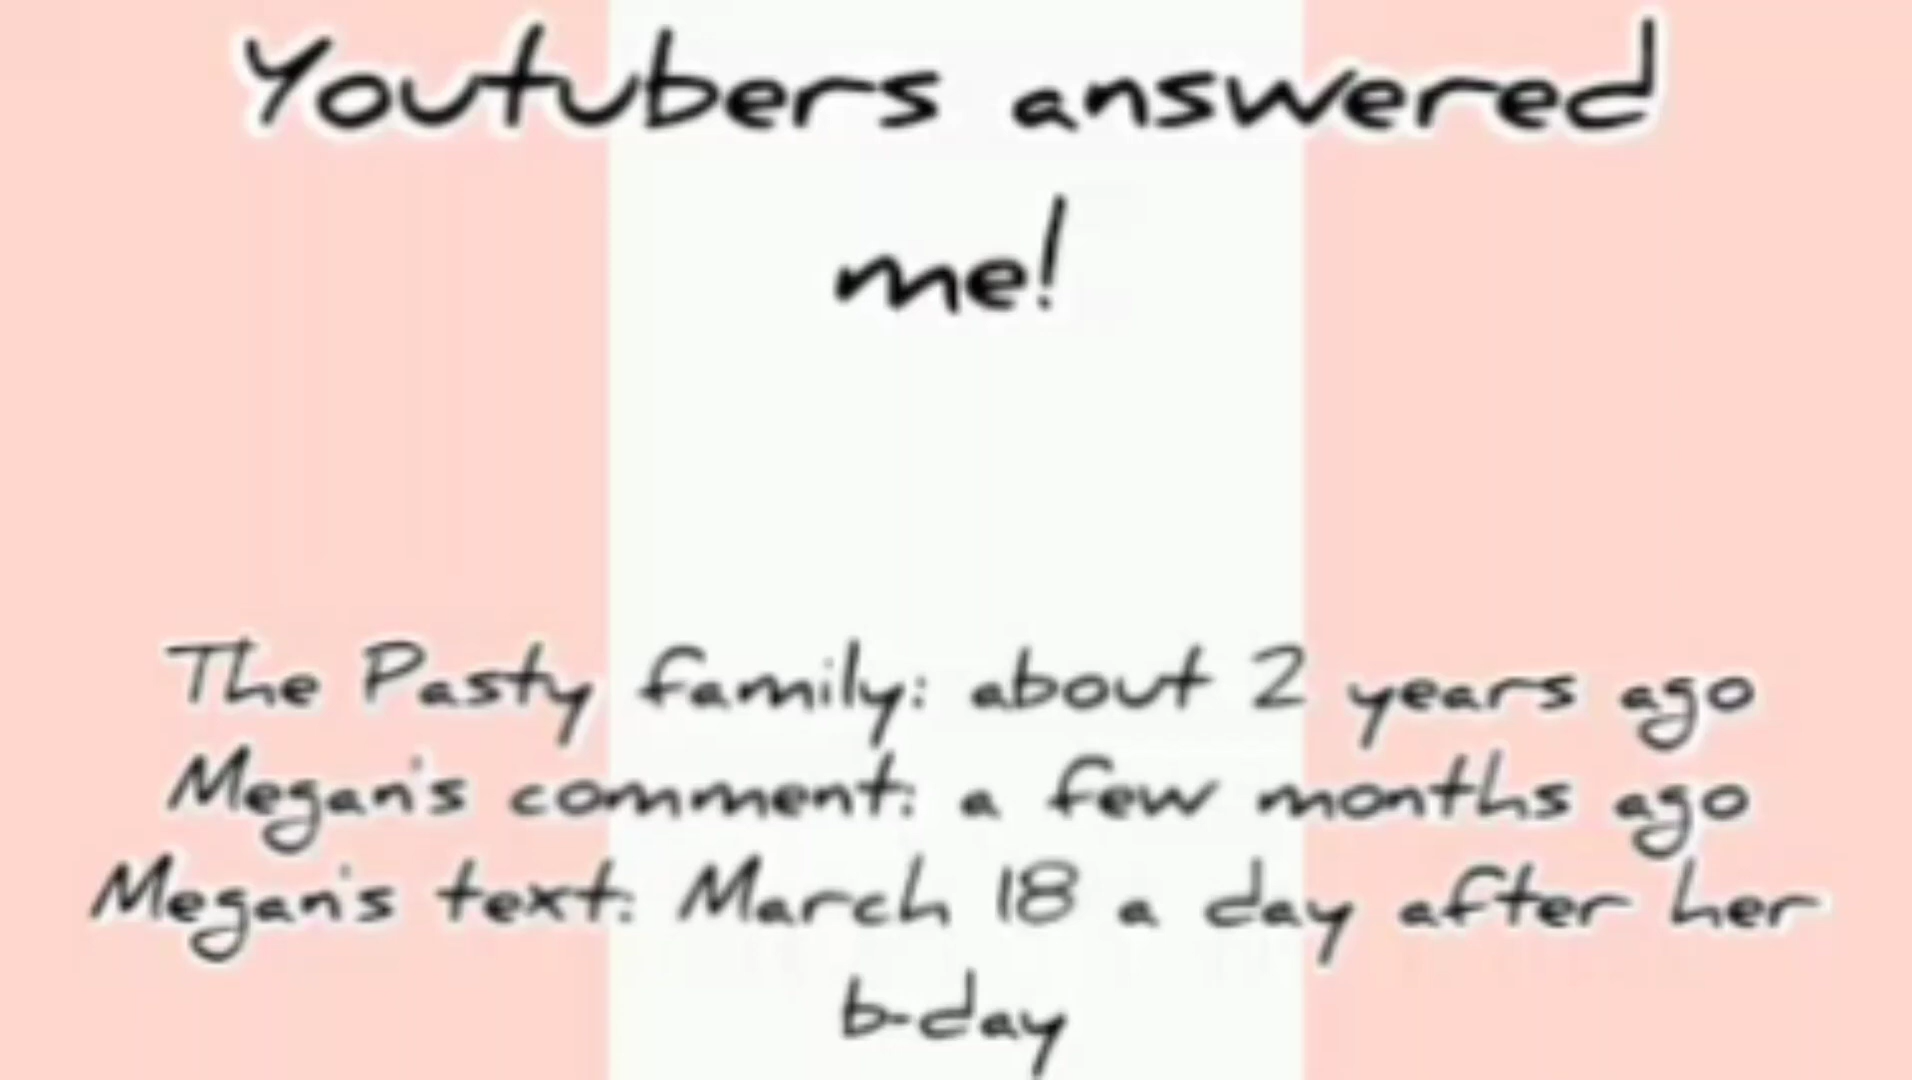 Youtubers answered
me!
The Pasty family: about 2 years ago
Megan's comment: a few months ago
Megan's text: March 18 a day after her
b-day